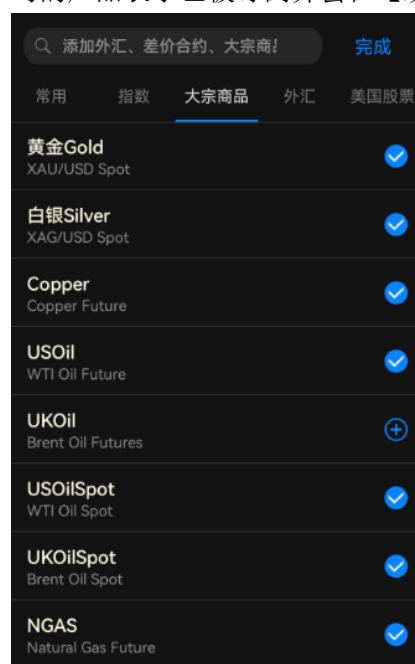 添加外汇、差价合约、大宗商
完成
常用 指数 大宗商品 外汇 美国股票
黄金Gold
XAU/USD Spot
白银Silver
XAG/USD Spot
Copper
Copper Future
USOil
WTI Oil Future
UKOil
Brent Oil Futures
USOilSpot
WTI Oil Spot
UKOilSpot
Brent Oil Spot
NGAS
Natural Gas Future